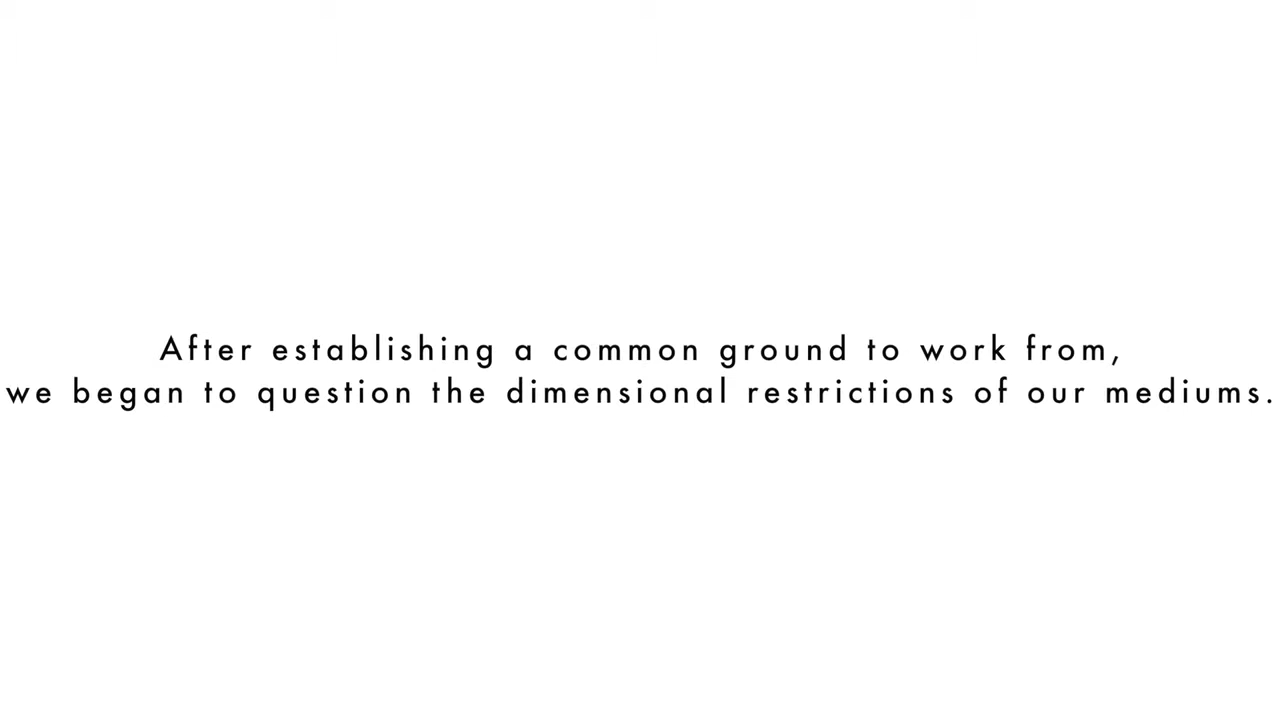 After establishing a common ground to work from,
we began to question the dimensional restrictions of our mediums.